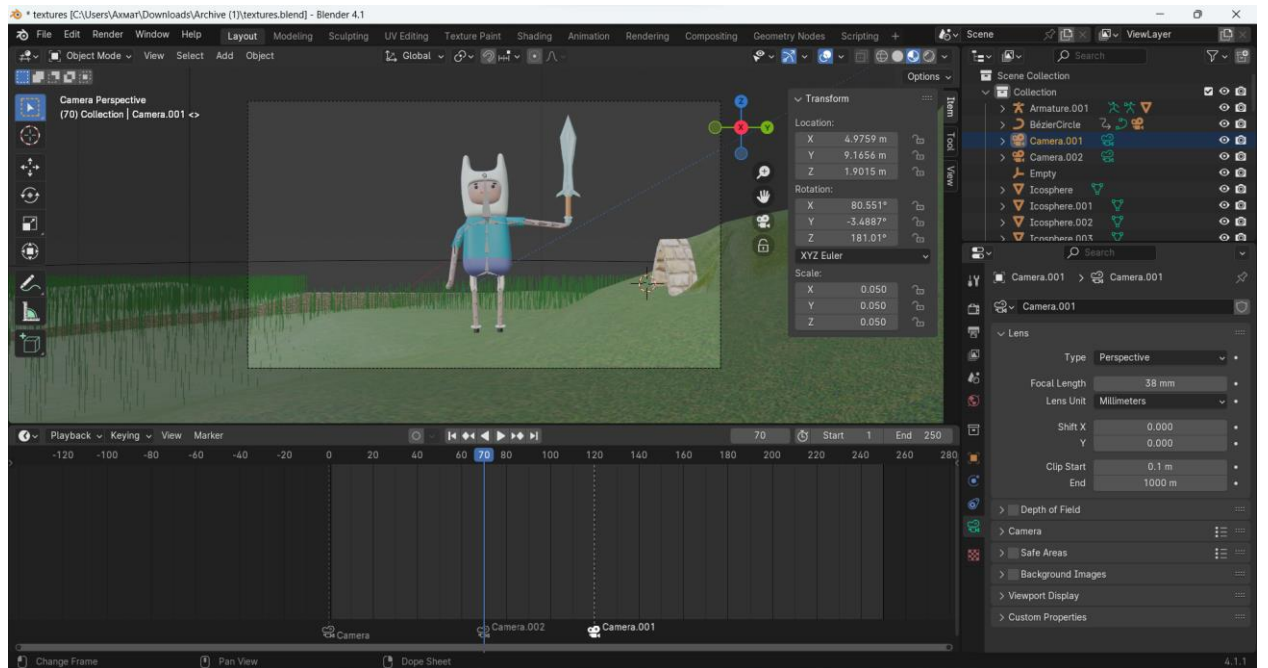 * textures [C:\Users\Ахмат\Downloads\Archive (1)\textures.blend] - Blender 4.1
File Edit Render Window Help Layout Modeling Sculpting UV Editing Texture Paint Shading Animation Rendering Compositing Geometry Nodes Scripting + Scene ViewLayer
Object Mode View Select Add Object Global Search
Options
Camera Perspective
(70) Collection | Camera.001 <>
Z
X
Y
Transform
Location:
X 4.9759 m
Y 9.1656 m
Z 1.9015 m
Rotation:
X 80.551°
Y -3.4887°
Z 181.01°
XYZ Euler
Scale:
X 0.050
Y 0.050
Z 0.050
Item
Tool
View
Scene Collection
Collection
Armature.001
BézierCircle
Camera.001
Camera.002
Empty
Icosphere
Icosphere.001
Icosphere.002
Icosphere.003
Search
Camera.001 > Camera.001
Camera.001
Lens
Type Perspective
Focal Length 38 mm
Lens Unit Millimeters
Shift X 0.000
Y 0.000
Clip Start 0.1 m
End 1000 m
Depth of Field
Camera
Safe Areas
Background Images
Viewport Display
Custom Properties
Playback Keying View Marker 70 Start 1 End 250
-120 -100 -80 -60 -40 -20 0 20 40 60 70 80 100 120 140 160 180 200 220 240 260 280
Camera Camera.002 Camera.001
Change Frame Pan View Dope Sheet 4.1.1